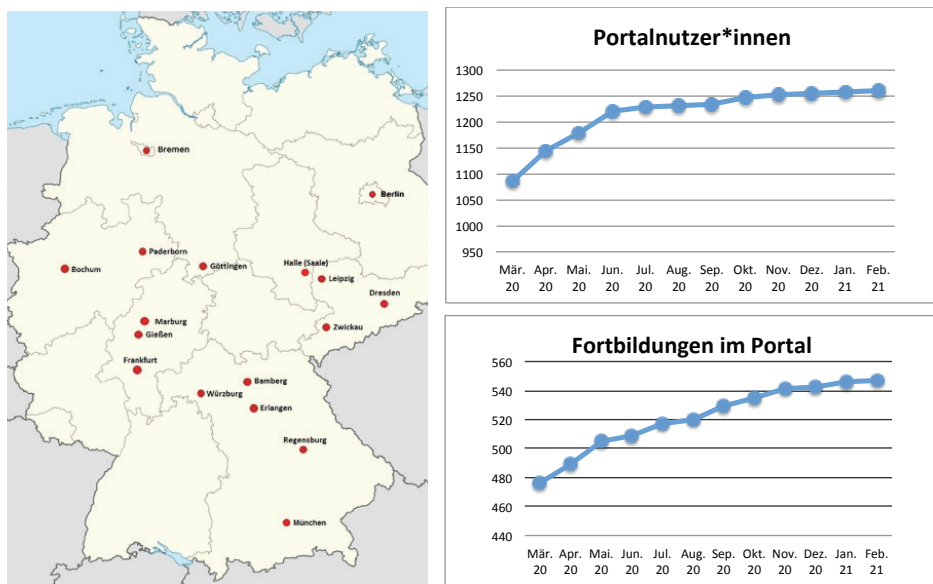 Bremen
Berlin
Paderborn
Bochum
Göttingen
Halle (Saale)
Leipzig
Dresden
Marburg
Gießen
Zwickau
Frankfurt
Bamberg
Würzburg
Erlangen
Regensburg
München
Portalnutzer*innen
1300
1250
1200
1150
1100
1050
1000
950
Mär. Apr. Mai. Jun. Jul. Aug. Sep. Okt. Nov. Dez. Jan. Feb.
20 20 20 20 20 20 20 20 20 20 21 21
Fortbildungen im Portal
560
540
520
500
480
460
440
Mär. Apr. Mai. Jun. Jul. Aug. Sep. Okt. Nov. Dez. Jan. Feb.
20 20 20 20 20 20 20 20 20 20 21 21